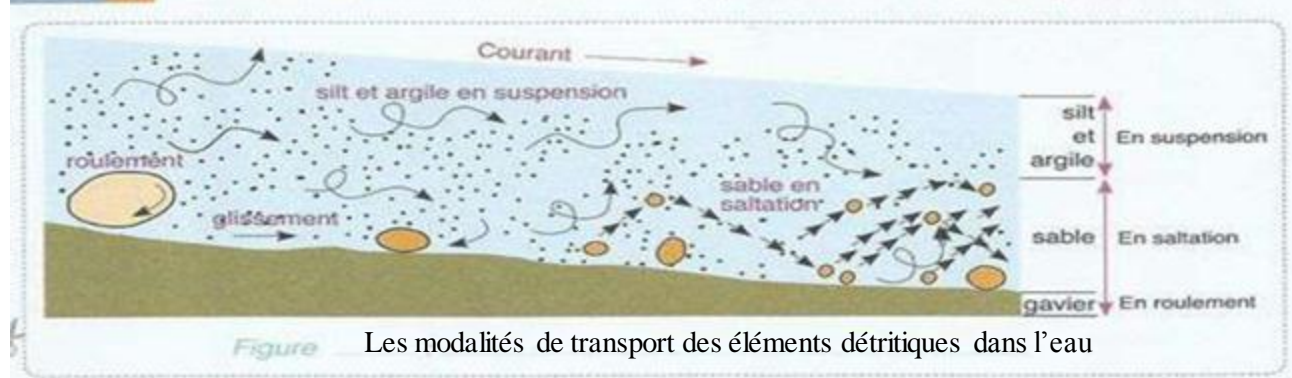 Courant
silt et argile en suspension
roulement
glissement
sable en
saltation
silt
et
argile
En suspension
sable
En saltation
gavier
En roulement
Figure
Les modalités de transport des éléments détritiques dans l'eau